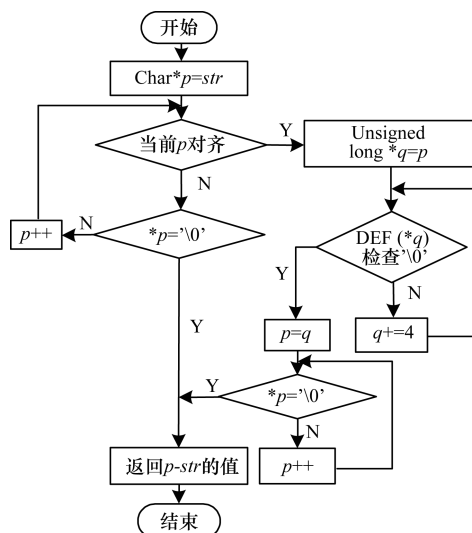 开始
Char*p=str
当前p对齐
Y
Unsigned
long *q=p
N
*p='\0'
N
p++
DEF (*q)
检查'\0'
Y
N
Y
p=q
q+=4
Y
*p='\0'
N
返回p-str的值
p++
结束